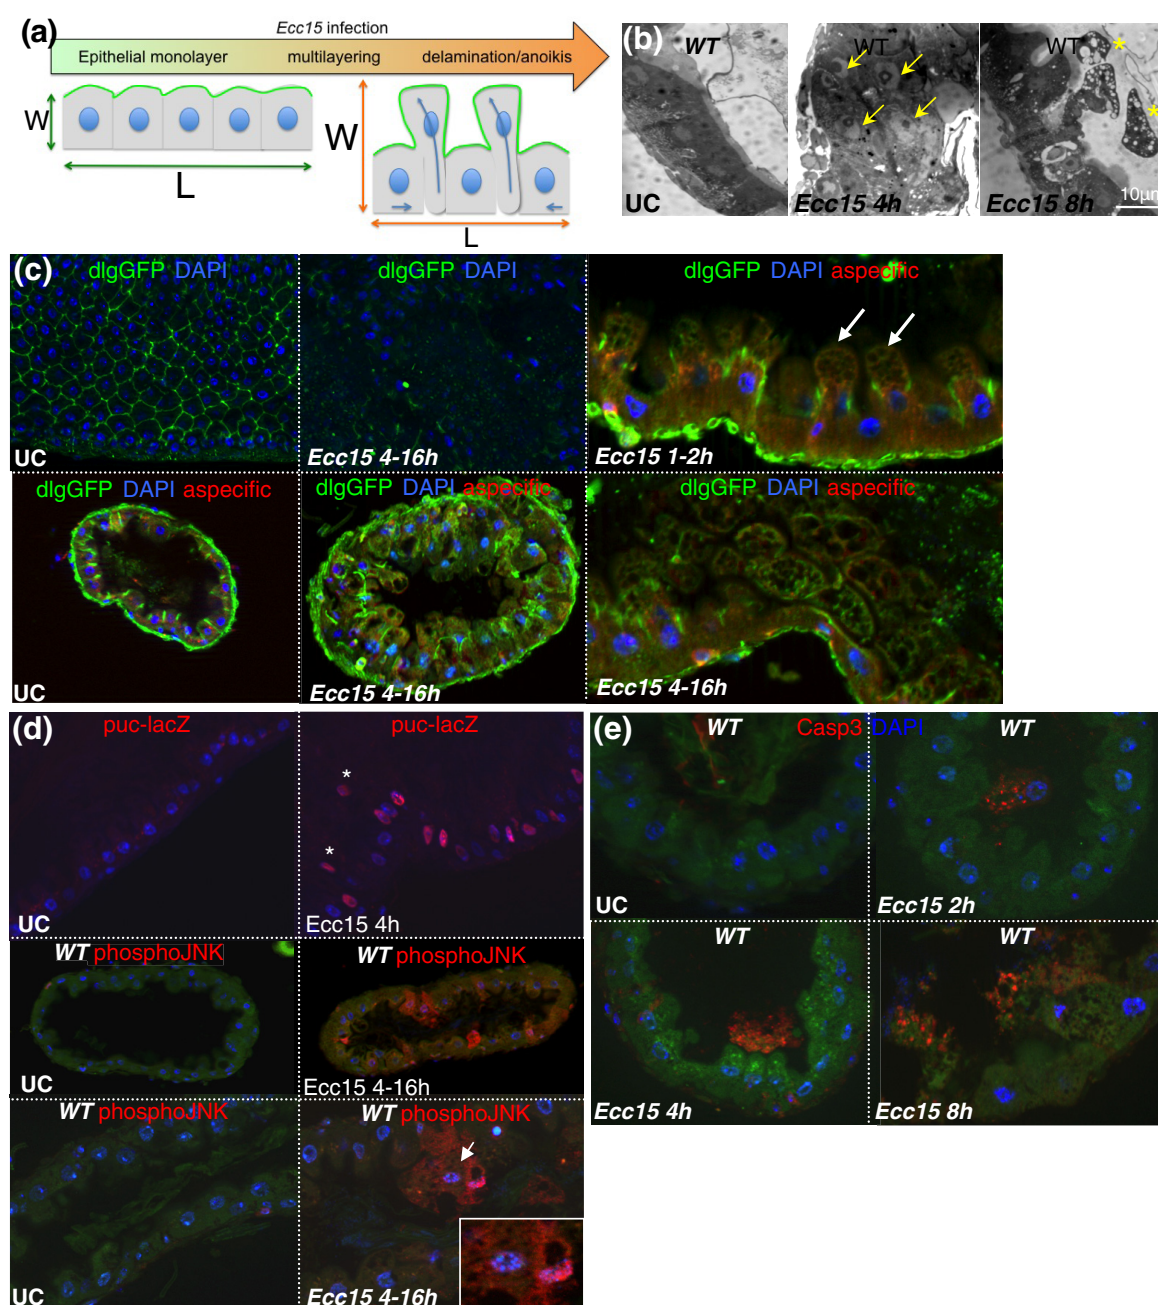 (a)
Ecc15 infection
Epithelial monolayer multilayering delamination/anoikis
W
L
W
L
(b)
WT
UC
WT
Ecc15 4h
WT
*
*
10µm
Ecc15 8h
(c)
dlgGFP DAPI
UC
dlgGFP DAPI
Ecc15 4-16h
dlgGFP DAPI aspecific
Ecc15 1-2h
dlgGFP DAPI aspecific
UC
dlgGFP DAPI aspecific
Ecc15 4-16h
dlgGFP DAPI aspecific
Ecc15 4-16h
(d)
puc-lacZ
UC
puc-lacZ
*
*
Ecc15 4h
WT phosphoJNK
UC
WT phosphoJNK
Ecc15 4-16h
WT phosphoJNK
UC
WT phosphoJNK
Ecc15 4-16h
(e)
WT Casp3 DAPI WT
UC
Ecc15 2h
WT
Ecc15 4h
WT
Ecc15 8h